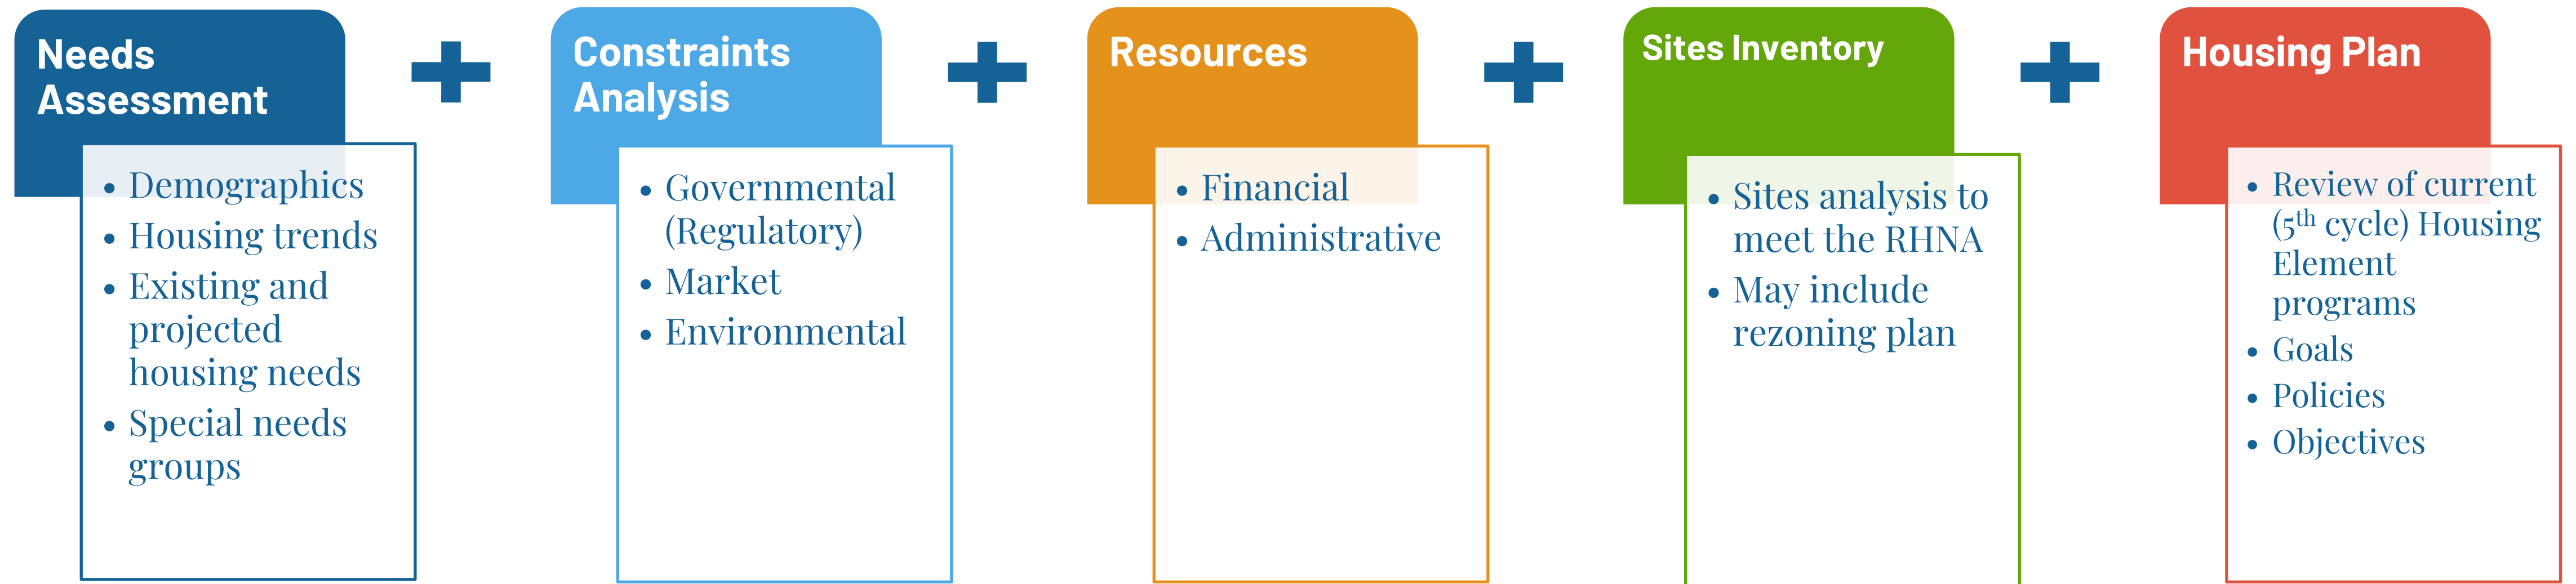 Needs
Assessment
• Demographics
• Housing trends
• Existing and
projected
housing needs
• Special needs
groups
Constraints
Analysis
• Governmental
(Regulatory)
• Market
• Environmental
Resources
• Financial
• Administrative
Sites Inventory
• Sites analysis to
meet the RHNA
• May include
rezoning plan
Housing Plan
• Review of current
(5th cycle) Housing
Element
programs
• Goals
• Policies
• Objectives